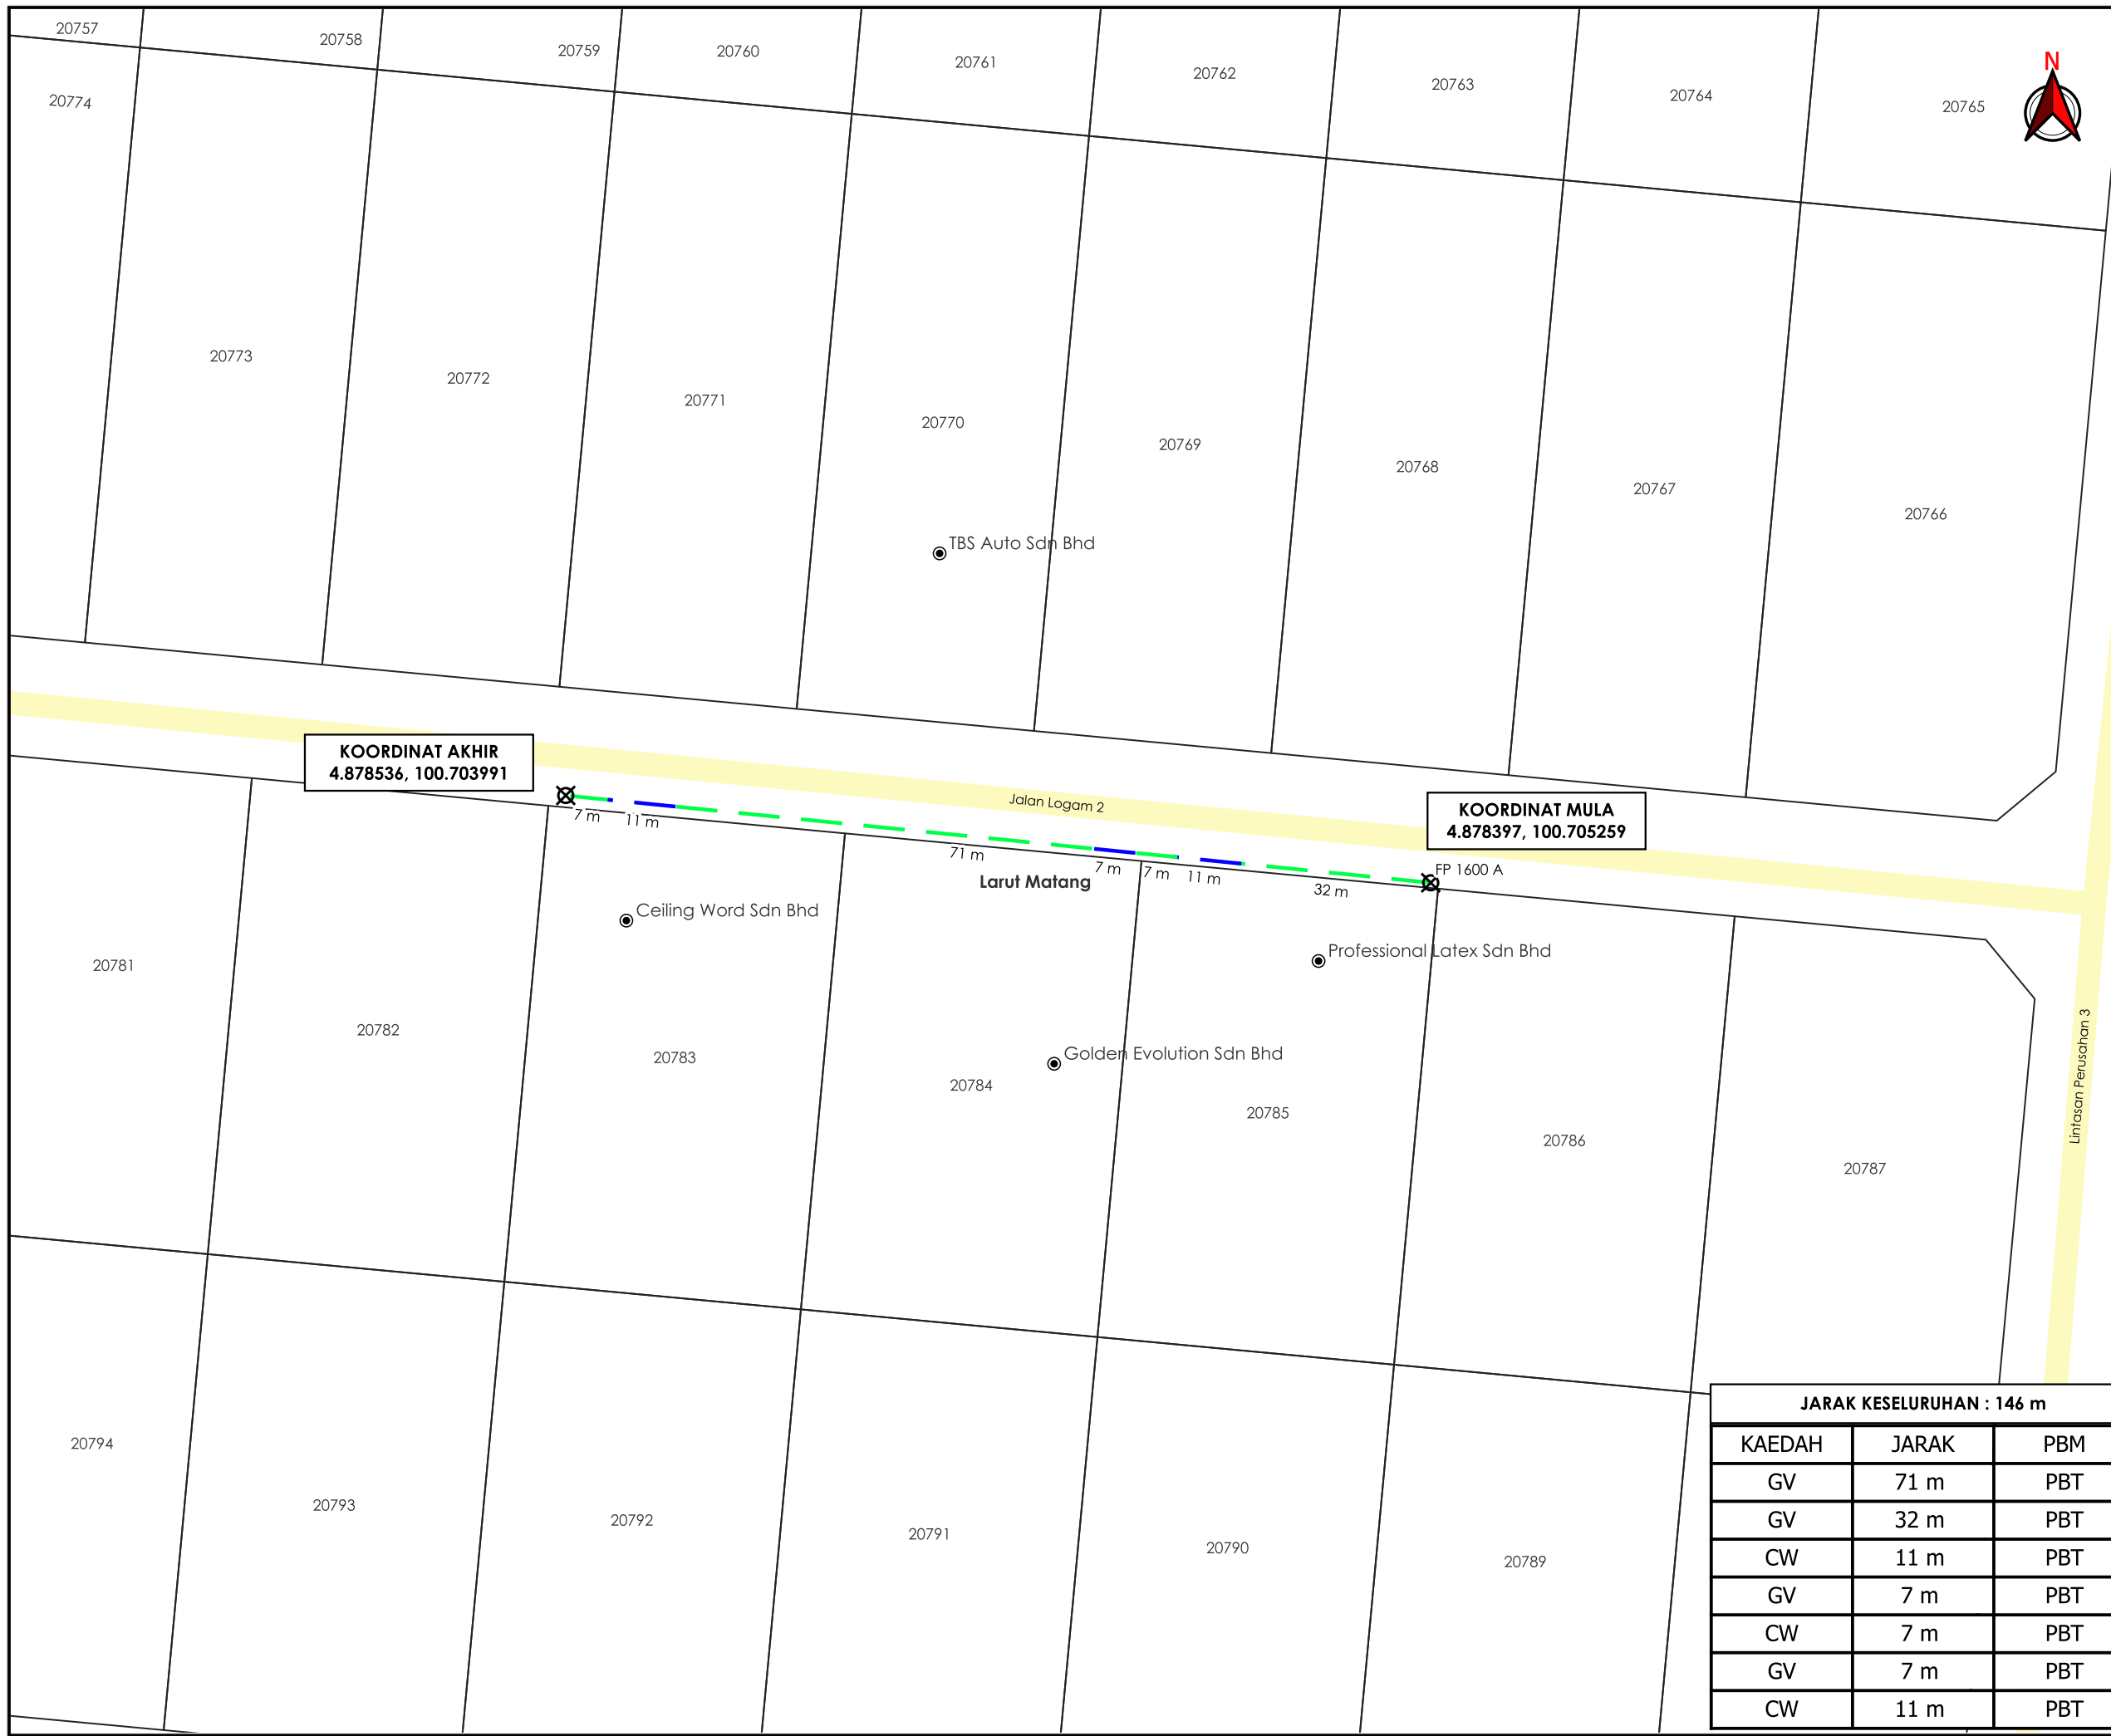 20757
20758
20759
20760
20761
20762
20763
20764
20765
N
20774
20773
20772
20771
20770
20769
20768
20767
20766
TBS Auto Sdn Bhd
KOORDINAT AKHIR
4.878536, 100.703991
Jalan Logam 2
KOORDINAT MULA
4.878397, 100.705259
7 m
11 m
71 m
7 m
7 m
11 m
32 m
FP 1600 A
Larut Matang
Ceiling Word Sdn Bhd
Professional Latex Sdn Bhd
Golden Evolution Sdn Bhd
20781
20782
20783
20784
20785
20786
20787
Lintasan Perusahan 3
20794
20793
20792
20791
20790
20789
JARAK KESELURUHAN : 146 m
KAEDAH JARAK PBM
GV 71 m PBT
GV 32 m PBT
CW 11 m PBT
GV 7 m PBT
CW 7 m PBT
GV 7 m PBT
CW 11 m PBT